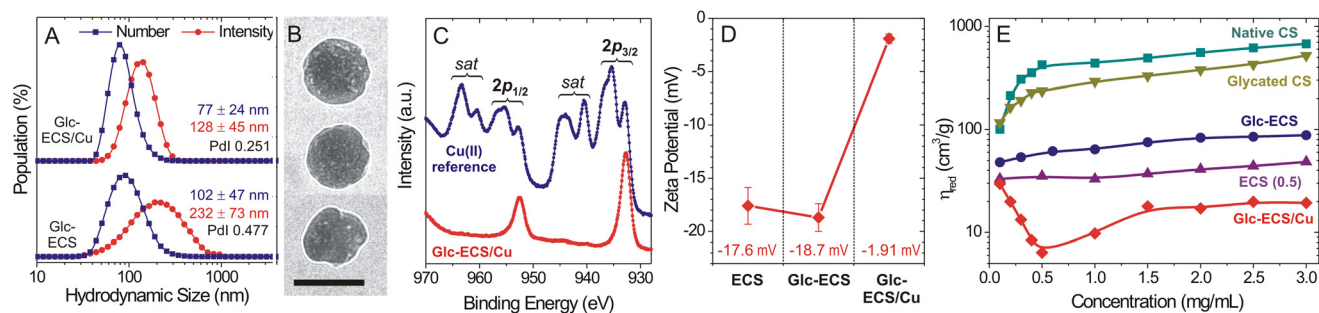 A
Number
Intensity
Population (%)
Glc-
ECS/Cu
77 ± 24 nm
128 ± 45 nm
PdI 0.251
Glc-
ECS
102 ± 47 nm
232 ± 73 nm
PdI 0.477
10 100 1000
Hydrodynamic Size (nm)
B
C
Intensity (a.u.)
sat
2p1/2
sat
2p3/2
Cu(II)
reference
Glc-ECS/Cu
970 960 950 940 930
Binding Energy (eV)
D
Zeta Potential (mV)
0
-5
-10
-15
-20
-17.6 mV
-18.7 mV
-1.91 mV
ECS
Glc-ECS
Glc-
ECS/Cu
E
ηred (cm3/g)
1000
100
10
Native CS
Glycated CS
Glc-ECS
ECS (0.5)
Glc-ECS/Cu
0.0 0.5 1.0 1.5 2.0 2.5 3.0
Concentration (mg/mL)